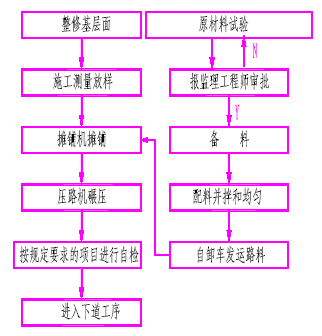 整修基层面
原材料试验
N
施工测量放样
报监理工程师审批
Y
摊铺机摊铺
备 料
压路机碾压
配料并拌和均匀
按规定要求的项目进行自检
自卸车发运路料
进入下道工序